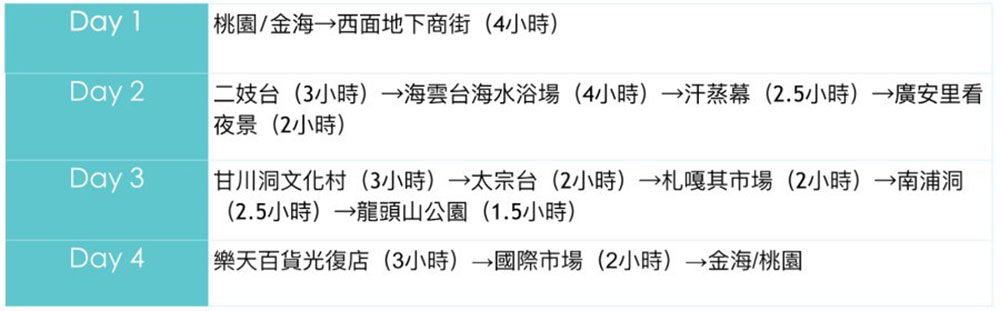 Day 1
桃園/金海→西面地下商街（4小時）
Day 2
二妓台（3小時）→海雲台海水浴場（4小時）→汗蒸幕（2.5小時）→廣安里看
夜景（2小時）
Day 3
甘川洞文化村（3小時）→太宗台（2小時）→札嘎其市場（2小時）→南浦洞
（2.5小時）→龍頭山公園（1.5小時）
Day 4
樂天百貨光復店（3小時）→國際市場（2小時）→金海/桃園